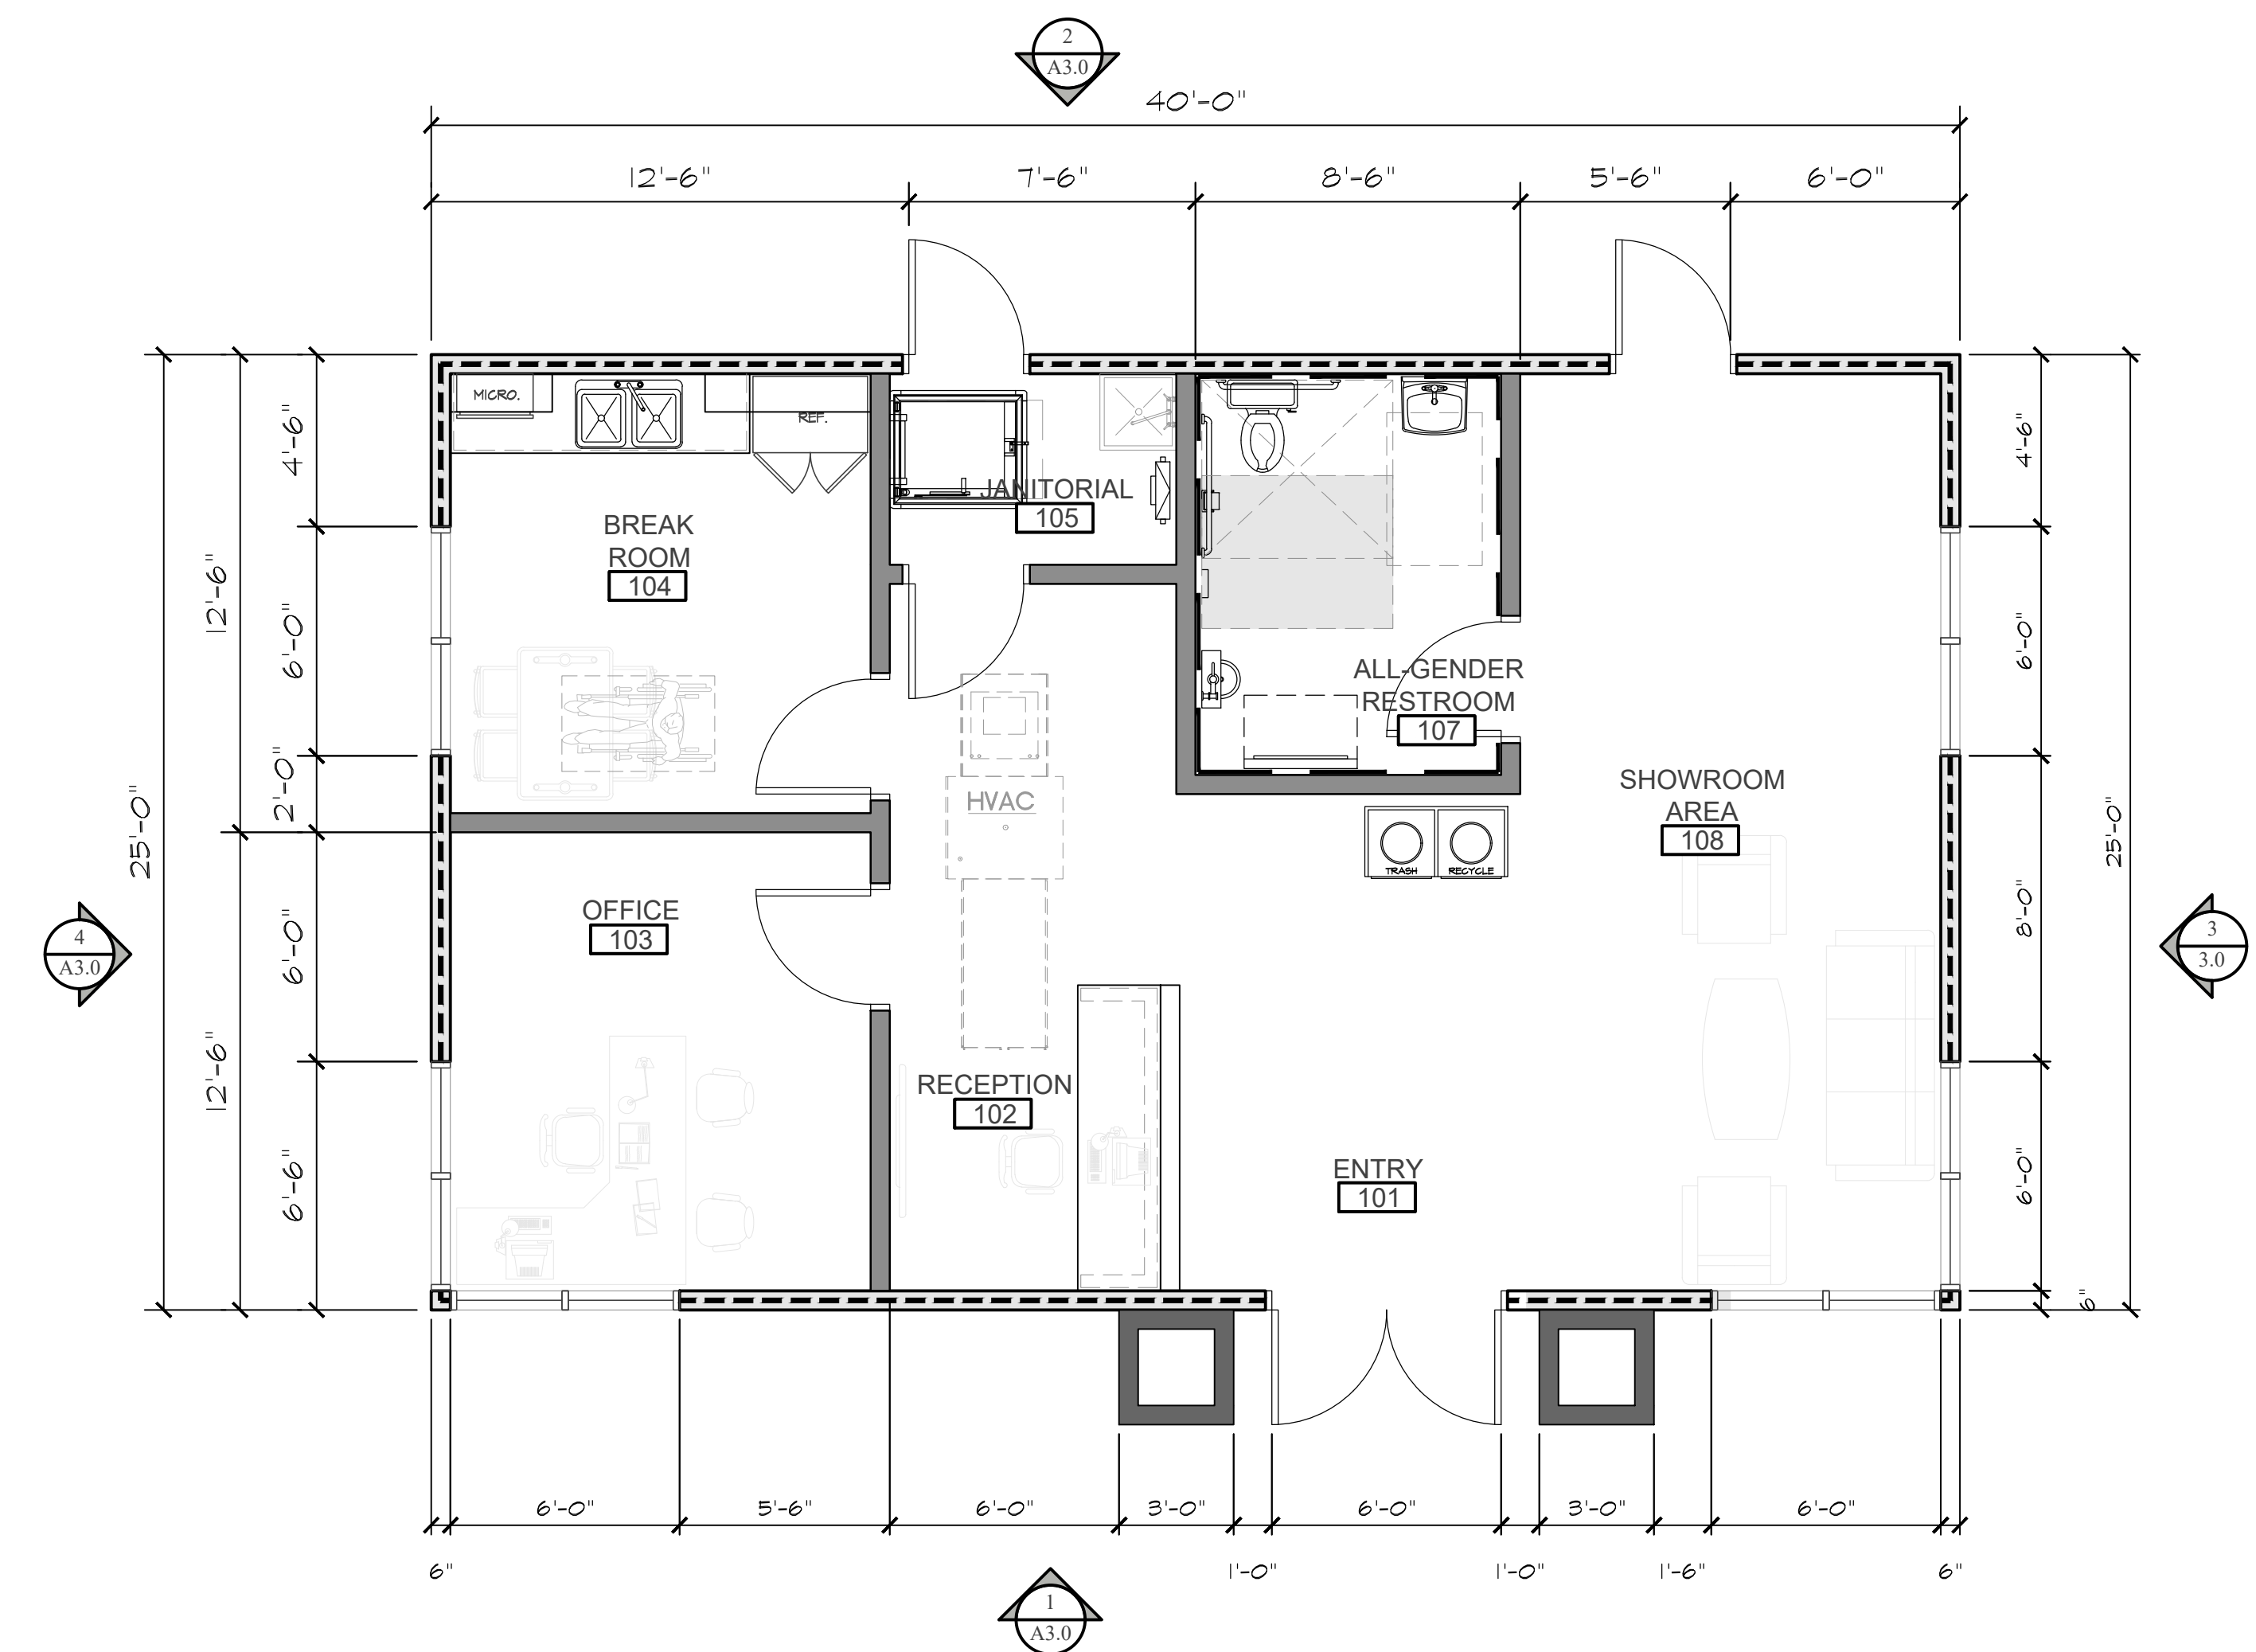 2
A3.0
40'-0"
12'-6"
7'-6"
8'-6"
5'-6"
6'-0"
MICRO.
REF.
4'-6"
4'-6"
JANITORIAL
105
BREAK
ROOM
104
12'-6"
6'-0"
6'-0"
ALL-GENDER
RESTROOM
107
2'-0"
HVAC
SHOWROOM
AREA
108
25'-0"
25'-0"
TRASH
RECYCLE
OFFICE
103
8'-0"
4
A3.0
6'-0"
3
3.0
12'-6"
RECEPTION
102
6'-6"
ENTRY
101
6'-0"
6"
6'-0"
5'-6"
6'-0"
3'-0"
6'-0"
3'-0"
6'-0"
6"
1'-0"
1'-0"
1'-6"
6"
1
A3.0